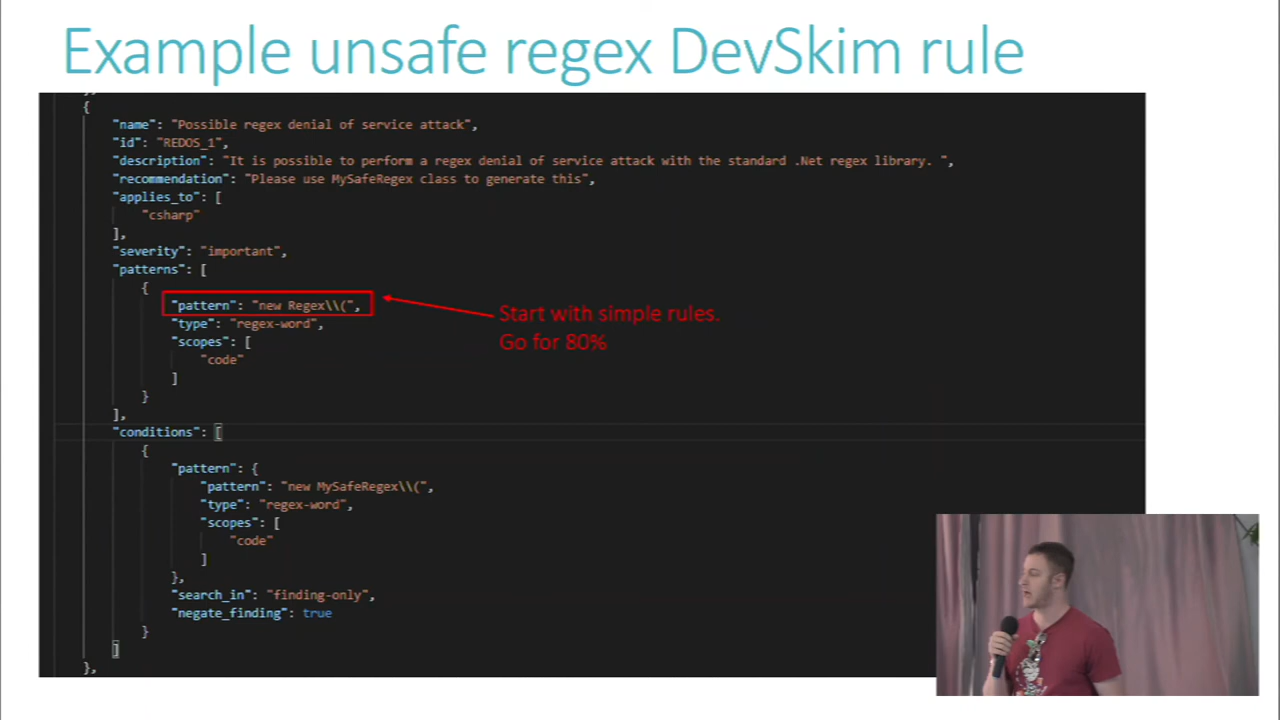 Example unsafe regex DevSkim rule
{
"name": "Possible regex denial of service attack",
"id": "REDOS_1",
"description": "It is possible to perform a regex denial of service attack with the standard .Net regex library. ",
"recommendation": "Please use MySafeRegex class to generate this",
"applies_to": [
"csharp"
],
"severity": "important",
"patterns": [
{
"pattern": "new Regex\\(",
Start with simple rules.
Go for 80%
"type": "regex-word",
"scopes": [
"code"
]
}
],
"conditions": [
{
"pattern": {
"pattern": "new MySafeRegex\\(",
"type": "regex-word",
"scopes": [
"code"
]
},
"search_in": "finding-only",
"negate_finding": true
}
]
},